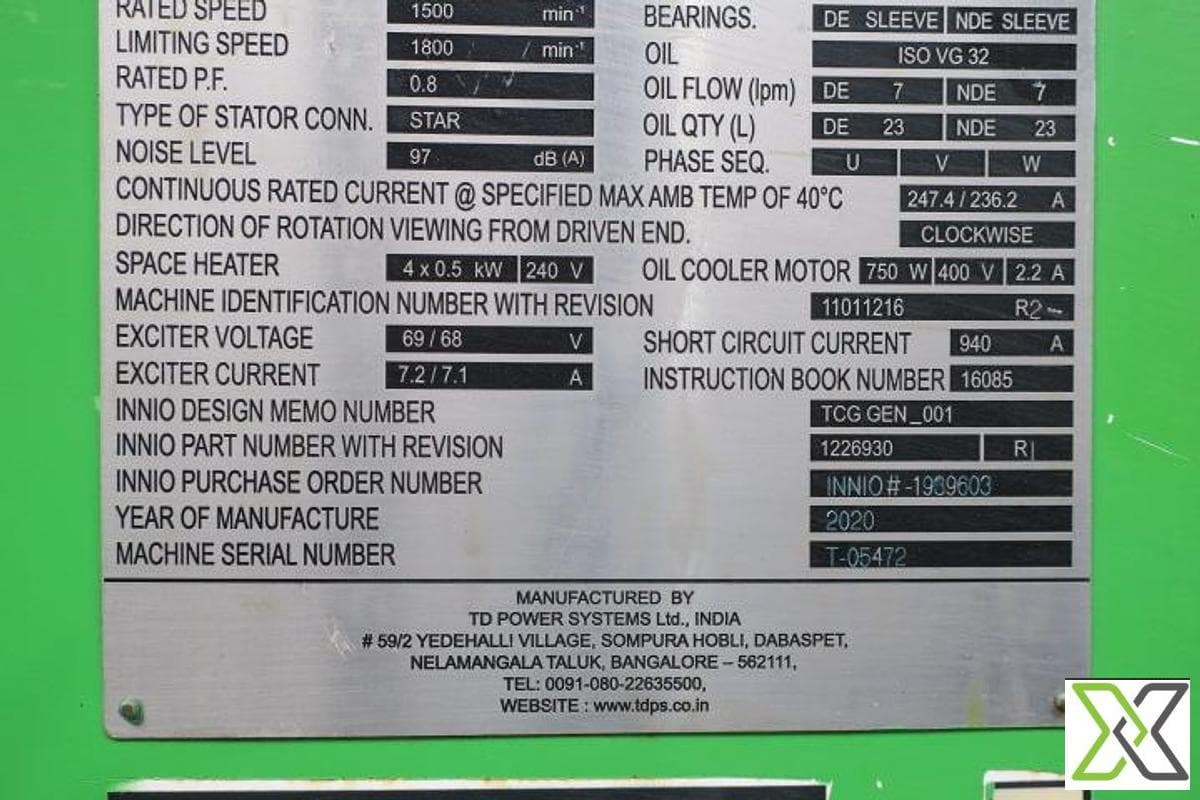 RATED SPEED 1500 min⁻¹ BEARINGS. DE SLEEVE NDE SLEEVE
LIMITING SPEED 1800 / min⁻¹ OIL ISO VG 32
RATED P.F. 0.8 OIL FLOW (lpm) DE 7 NDE 7
TYPE OF STATOR CONN. STAR OIL QTY (L) DE 23 NDE 23
NOISE LEVEL 97 dB (A) PHASE SEQ. U V W
CONTINUOUS RATED CURRENT @ SPECIFIED MAX AMB TEMP OF 40°C 247.4 / 236.2 A
DIRECTION OF ROTATION VIEWING FROM DRIVEN END. CLOCKWISE
SPACE HEATER 4 x 0.5 kW 240 V OIL COOLER MOTOR 750 W 400 V 2.2 A
MACHINE IDENTIFICATION NUMBER WITH REVISION 11011216 R2
EXCITER VOLTAGE 69 / 68 V SHORT CIRCUIT CURRENT 940 A
EXCITER CURRENT 7.2 / 7.1 A INSTRUCTION BOOK NUMBER 16085
INNIO DESIGN MEMO NUMBER TCG GEN_001
INNIO PART NUMBER WITH REVISION 1226930 R1
INNIO PURCHASE ORDER NUMBER INNIO#-1939603
YEAR OF MANUFACTURE 2020
MACHINE SERIAL NUMBER T-05472
MANUFACTURED BY
TD POWER SYSTEMS Ltd., INDIA
# 59/2 YEDEHALLI VILLAGE, SOMPURA HOBLI, DABASPET,
NELAMANGALA TALUK, BANGALORE – 562111,
TEL: 0091-080-22635500,
WEBSITE : www.tdps.co.in